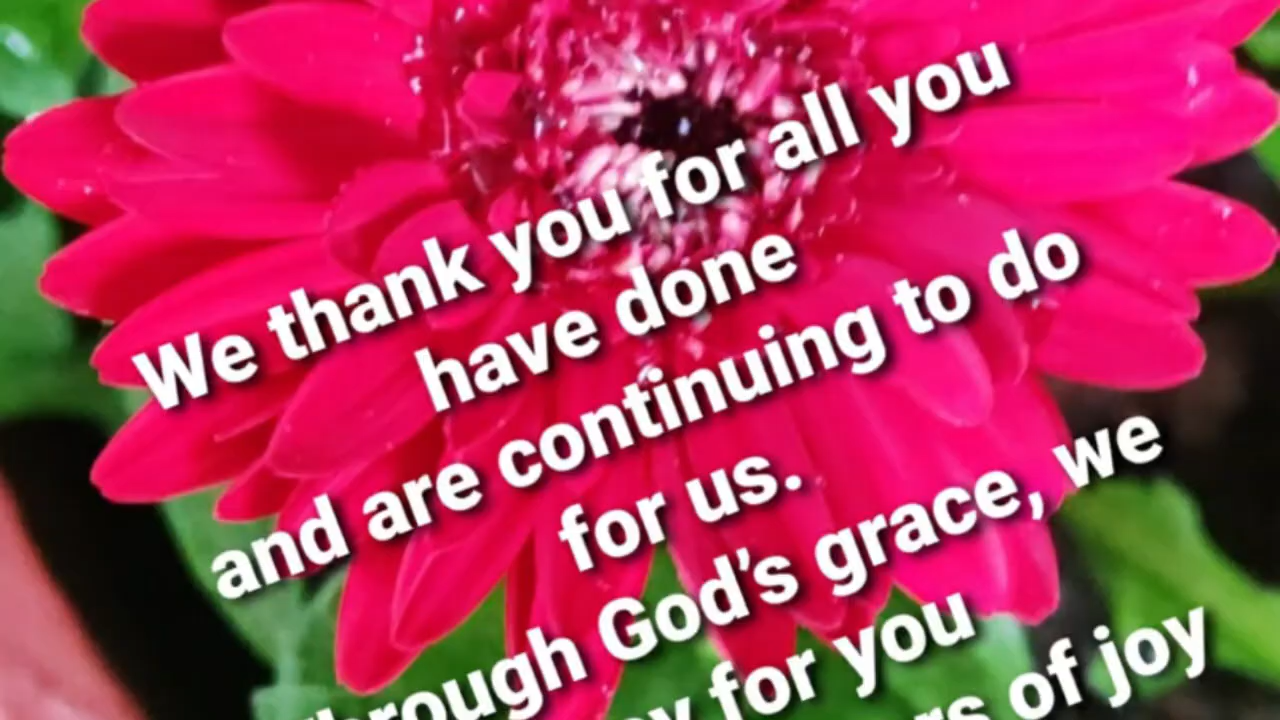 We thank you for all you
have done
and are continuing to do
for us.
Through God's grace, we
for you
of joy